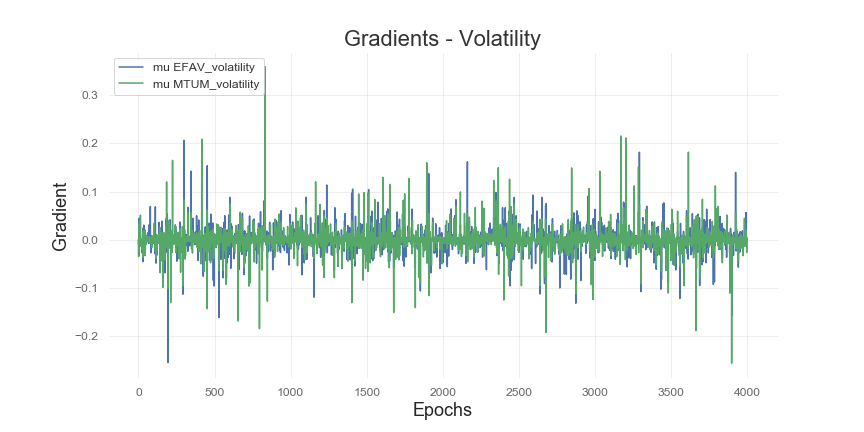 Gradients - Volatility
mu EFAV_volatility
mu MTUM_volatility
Gradient
0.3
0.2
0.1
0.0
−0.1
−0.2
0 500 1000 1500 2000 2500 3000 3500 4000
Epochs